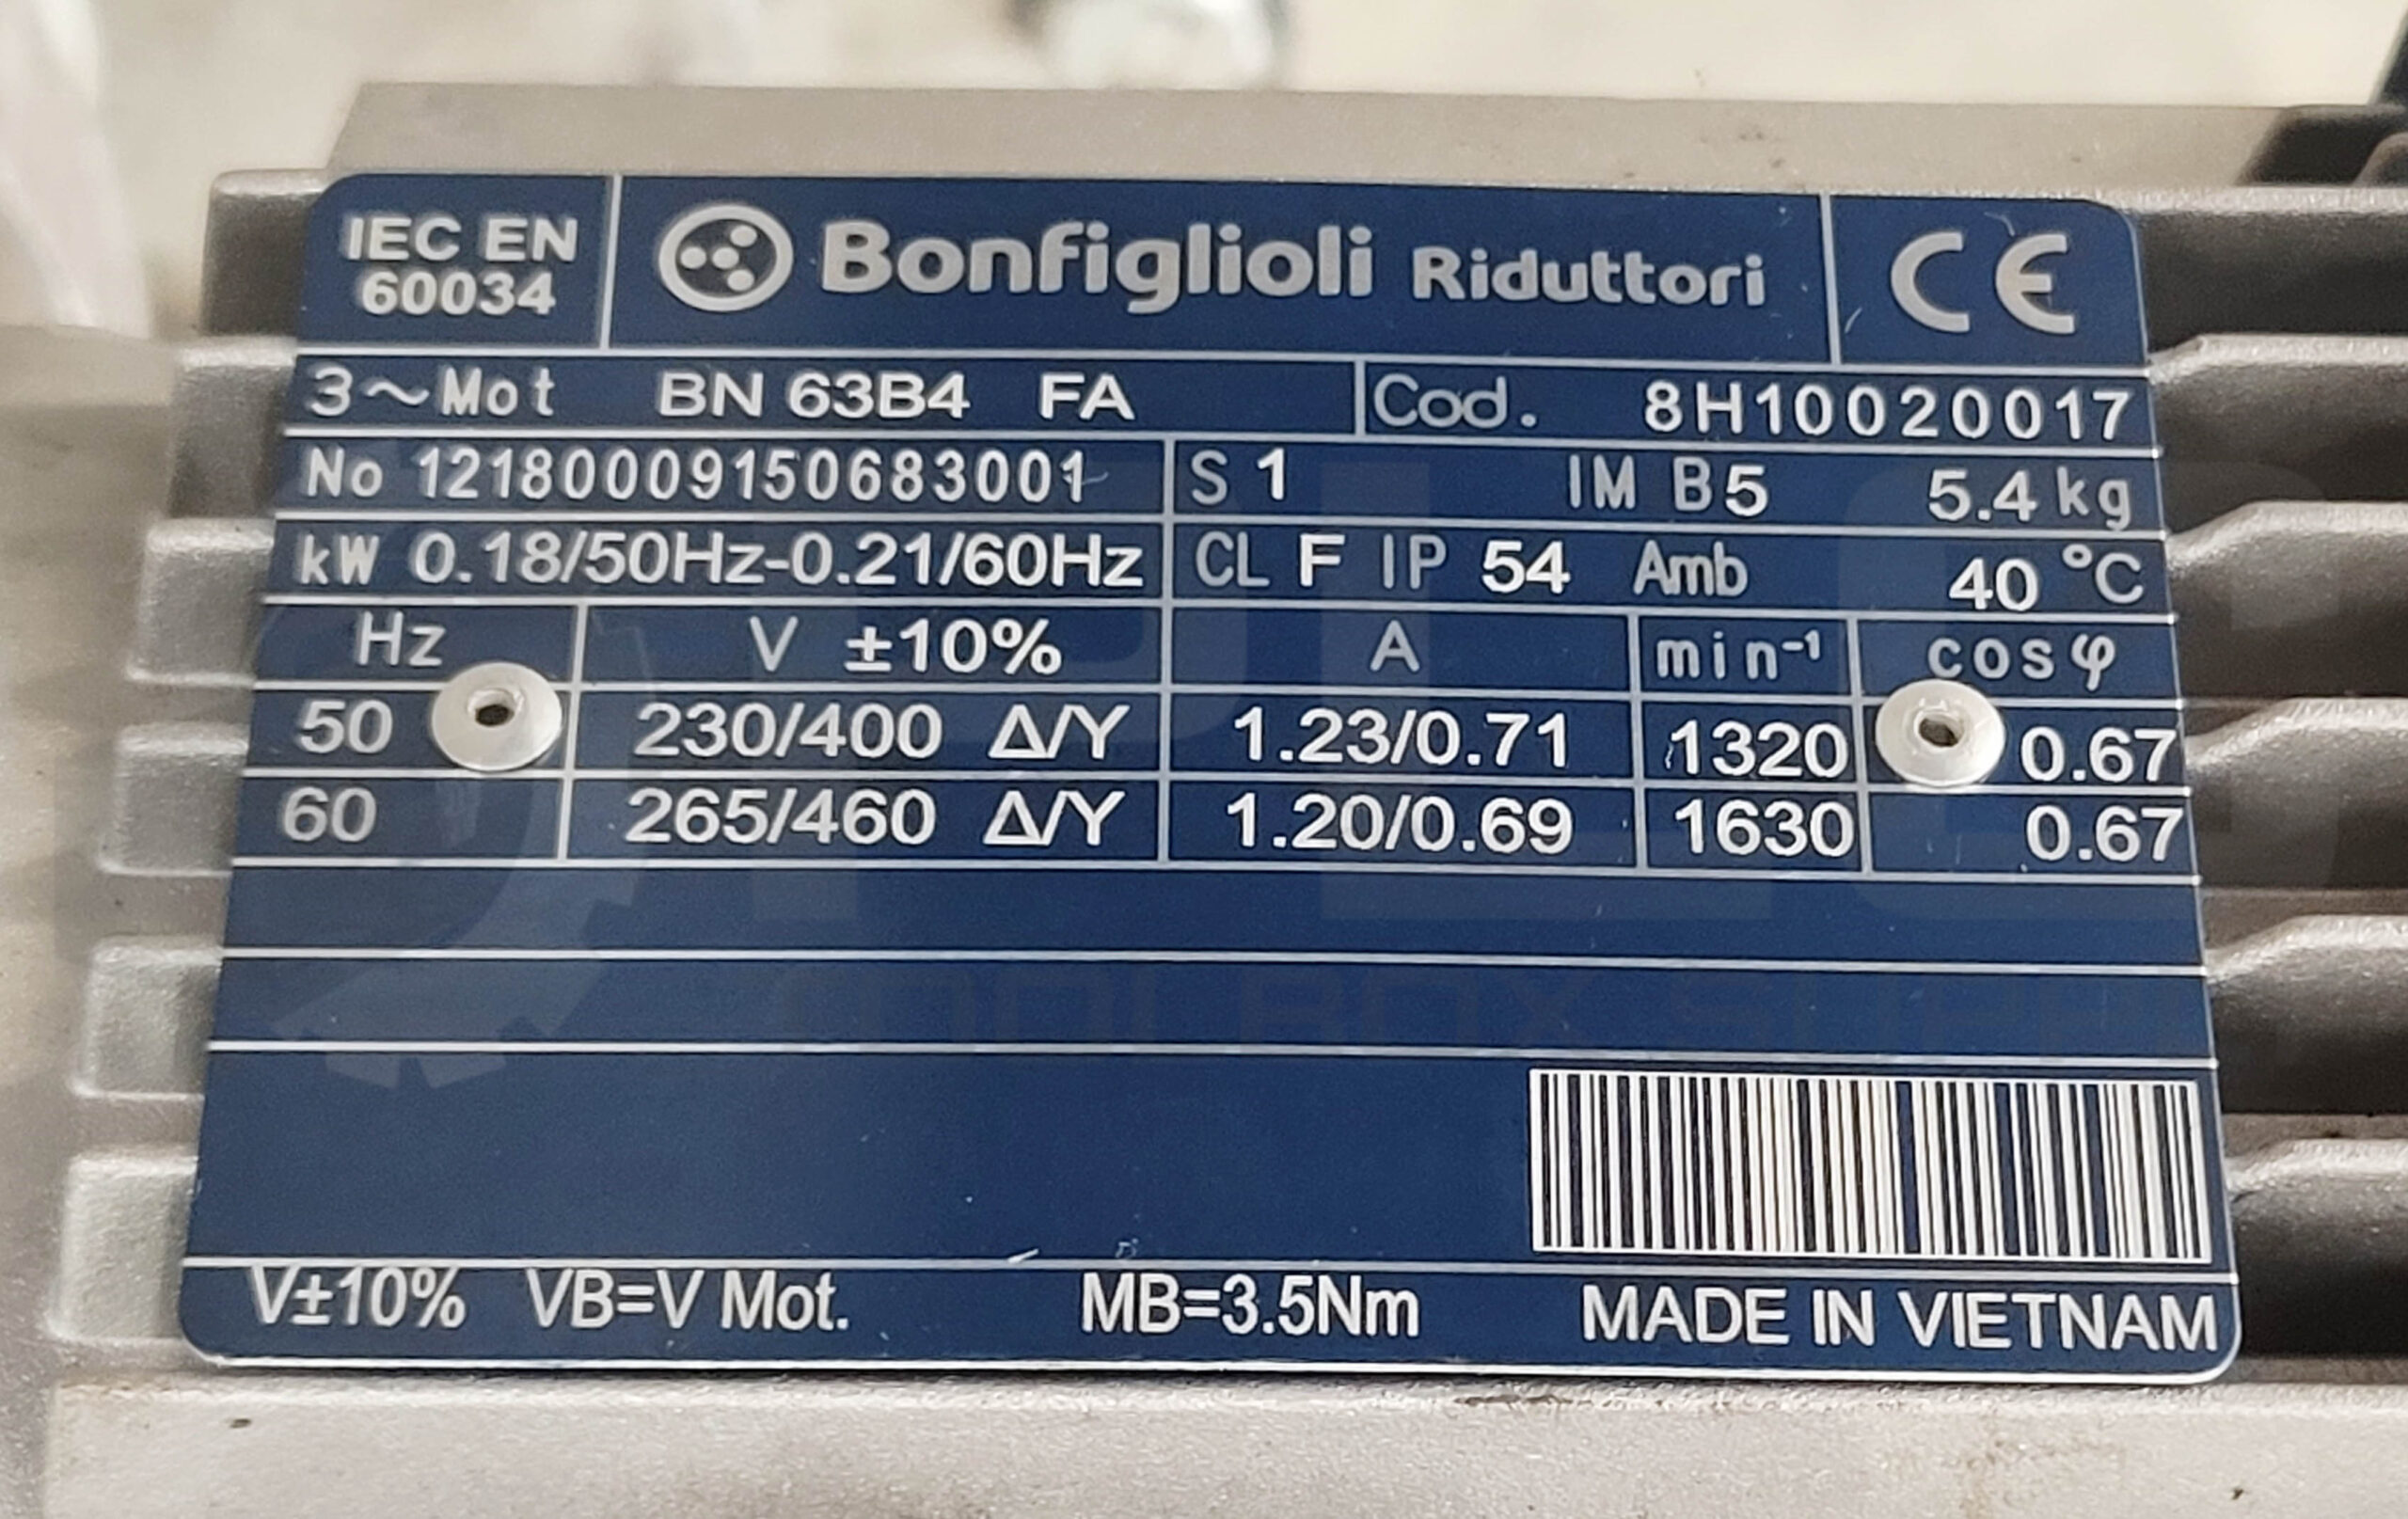 IEC EN
60034
Bonfiglioli Riduttori
CE
3~Mot BN 63B4 FA Cod. 8H10020017
No 12180009150683001 S 1 IM B5 5.4 kg
kW 0.18/50Hz-0.21/60Hz CL F IP 54 Amb 40 °C
Hz V ±10% A min⁻¹ cosφ
50 230/400 Δ/Y 1.23/0.71 1320 0.67
60 265/460 Δ/Y 1.20/0.69 1630 0.67
V±10% VB=V Mot. MB=3.5Nm MADE IN VIETNAM